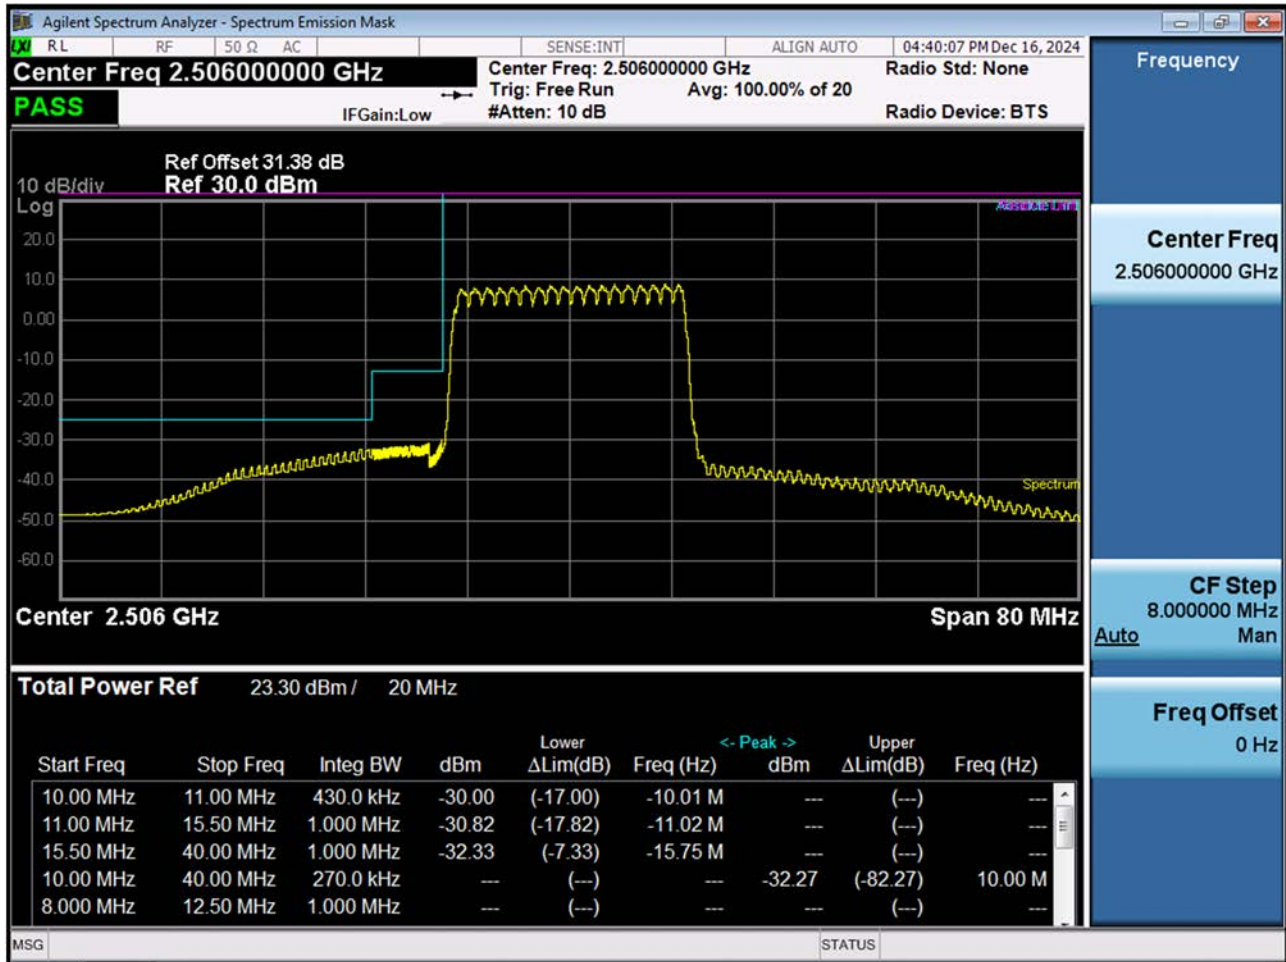 Agilent Spectrum Analyzer - Spectrum Emission Mask
LXI RL RF 50 Ω AC SENSE:INT ALIGN AUTO 04:40:07 PM Dec 16, 2024
Center Freq 2.506000000 GHz Center Freq: 2.506000000 GHz Radio Std: None
Trig: Free Run Avg: 100.00% of 20
PASS IFGain:Low #Atten: 10 dB Radio Device: BTS
Ref Offset 31.38 dB
10 dB/div Ref 30.0 dBm
Log
Absolute Limit
20.0
10.0
0.00
-10.0
-20.0
-30.0
-40.0
Spectrum
-50.0
-60.0
Center 2.506 GHz Span 80 MHz
Total Power Ref 23.30 dBm / 20 MHz
Lower <- Peak -> Upper
Start Freq Stop Freq Integ BW dBm ΔLim(dB) Freq (Hz) dBm ΔLim(dB) Freq (Hz)
10.00 MHz 11.00 MHz 430.0 kHz -30.00 (-17.00) -10.01 M --- (---) ---
11.00 MHz 15.50 MHz 1.000 MHz -30.82 (-17.82) -11.02 M --- (---) ---
15.50 MHz 40.00 MHz 1.000 MHz -32.33 (-7.33) -15.75 M --- (---) ---
10.00 MHz 40.00 MHz 270.0 kHz --- (---) --- -32.27 (-82.27) 10.00 M
8.000 MHz 12.50 MHz 1.000 MHz --- (---) --- --- (---) ---
MSG STATUS
Frequency
Center Freq
2.506000000 GHz
CF Step
8.000000 MHz
Auto Man
Freq Offset
0 Hz